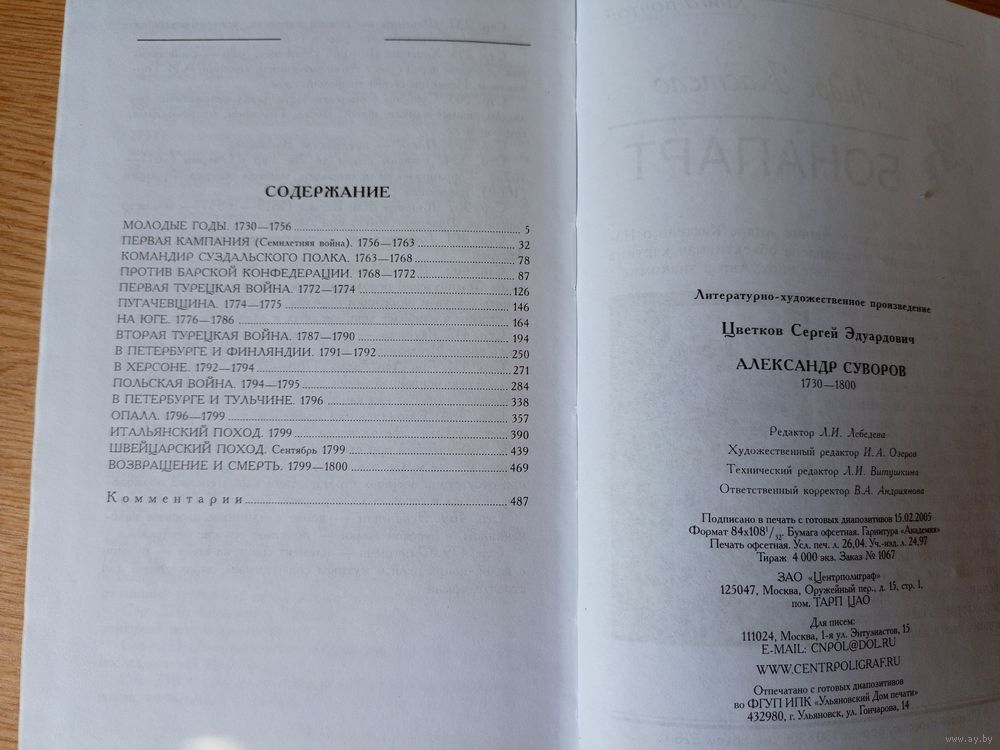 СОДЕРЖАНИЕ
МОЛОДЫЕ ГОДЫ. 1730—1756 5
ПЕРВАЯ КАМПАНИЯ (Семилетняя война). 1756—1763 32
КОМАНДИР СУЗДАЛЬСКОГО ПОЛКА. 1763—1768 78
ПРОТИВ БАРСКОЙ КОНФЕДЕРАЦИИ. 1768—1772 87
ПЕРВАЯ ТУРЕЦКАЯ ВОЙНА. 1772—1774 126
ПУГАЧЕВЩИНА. 1774—1775 146
НА ЮГЕ. 1776—1786 164
ВТОРАЯ ТУРЕЦКАЯ ВОЙНА. 1787—1790 194
В ПЕТЕРБУРГЕ И ФИНЛЯНДИИ. 1791—1792 250
В ХЕРСОНЕ. 1792—1794 271
ПОЛЬСКАЯ ВОЙНА. 1794—1795 284
В ПЕТЕРБУРГЕ И ТУЛЬЧИНЕ. 1796 338
ОПАЛА. 1796—1799 357
ИТАЛЬЯНСКИЙ ПОХОД. 1799 390
ШВЕЙЦАРСКИЙ ПОХОД. Сентябрь 1799 439
ВОЗВРАЩЕНИЕ И СМЕРТЬ. 1799—1800 469
Комментарии 487
Литературно-художественное произведение
Цветков Сергей Эдуардович
АЛЕКСАНДР СУВОРОВ
1730—1800
Редактор Л.И. Лебедева
Художественный редактор И.А. Озеров
Технический редактор Л.И. Витушкина
Ответственный корректор В.А. Андриянова
Подписано в печать с готовых диапозитивов 15.02.2005
Формат 84x108 1/32. Бумага офсетная. Гарнитура «Академия»
Печать офсетная. Усл. печ. л. 26,04. Уч.-изд. л. 24,97
Тираж 4 000 экз. Заказ № 1067
ЗАО «Центрполиграф»
125047, Москва, Оружейный пер., д. 15, стр. 1,
пом. ТАРП ЦАО
Для писем:
111024, Москва, 1-я ул. Энтузиастов, 15
E-MAIL: CNPOL@DOL.RU
WWW.CENTRPOLIGRAF.RU
Отпечатано с готовых диапозитивов
во ФГУП ИПК «Ульяновский Дом печати»
432980, г. Ульяновск, ул. Гончарова, 14
www.ay.by